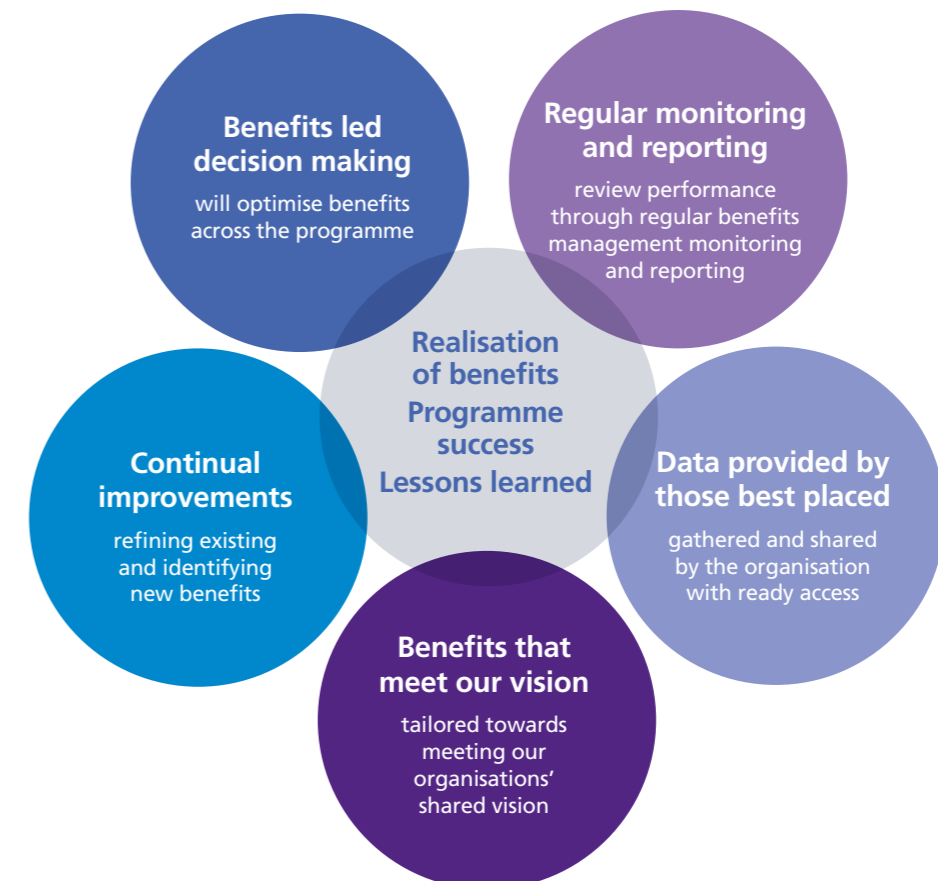 Benefits led
decision making
will optimise benefits
across the programme
Regular monitoring
and reporting
review performance
through regular benefits
management monitoring
and reporting
Realisation
of benefits
Programme
success
Lessons learned
Continual
improvements
refining existing
and identifying
new benefits
Data provided by
those best placed
gathered and shared
by the organisation
with ready access
Benefits that
meet our vision
tailored towards
meeting our
organisations’
shared vision